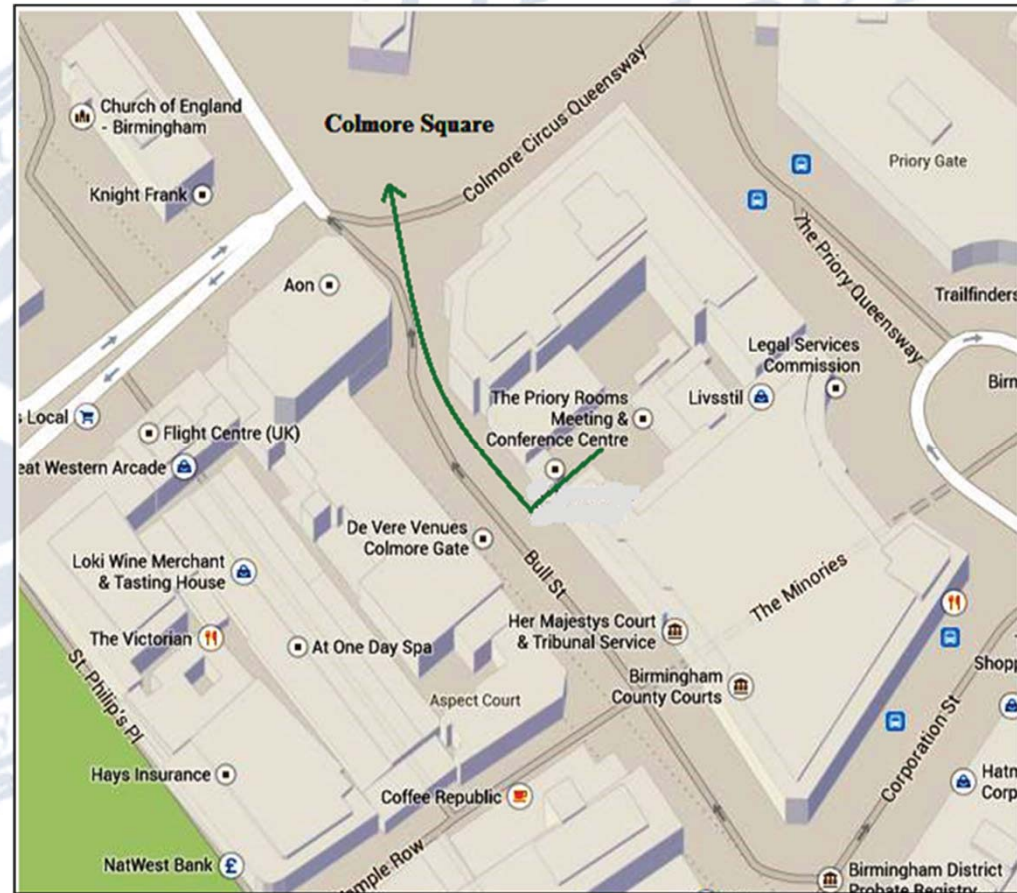 Church of England
- Birmingham
Colmore Square
Colmore Circus Queensway
Priory Gate
Knight Frank
The Priory Queensway
Aon
Trailfinders
Legal Services
Commission
Livsstil
The Priory Rooms
Meeting &
Conference Centre
Local
Flight Centre (UK)
Western Arcade
De Vere Venues
Colmore Gate
Bull St
Loki Wine Merchant
& Tasting House
The Minories
Her Majestys Court
& Tribunal Service
The Victorian
At One Day Spa
St. Philip's Pl
Birmingham
County Courts
Aspect Court
Corporation St
Hays Insurance
Coffee Republic
Row
NatWest Bank
£
Birmingham District
Probate Registry